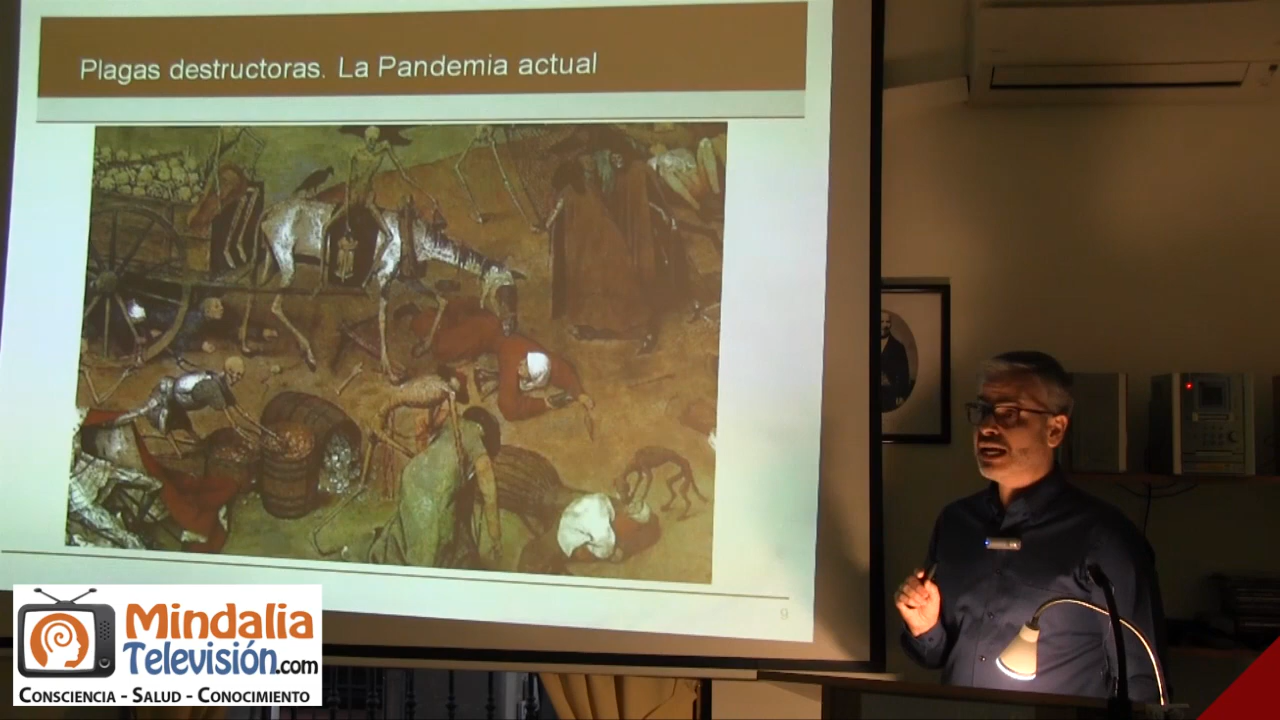 Plagas destructoras. La Pandemia actual
9
Mindalia
Televisión.com
CONSCIENCIA - SALUD - CONOCIMIENTO